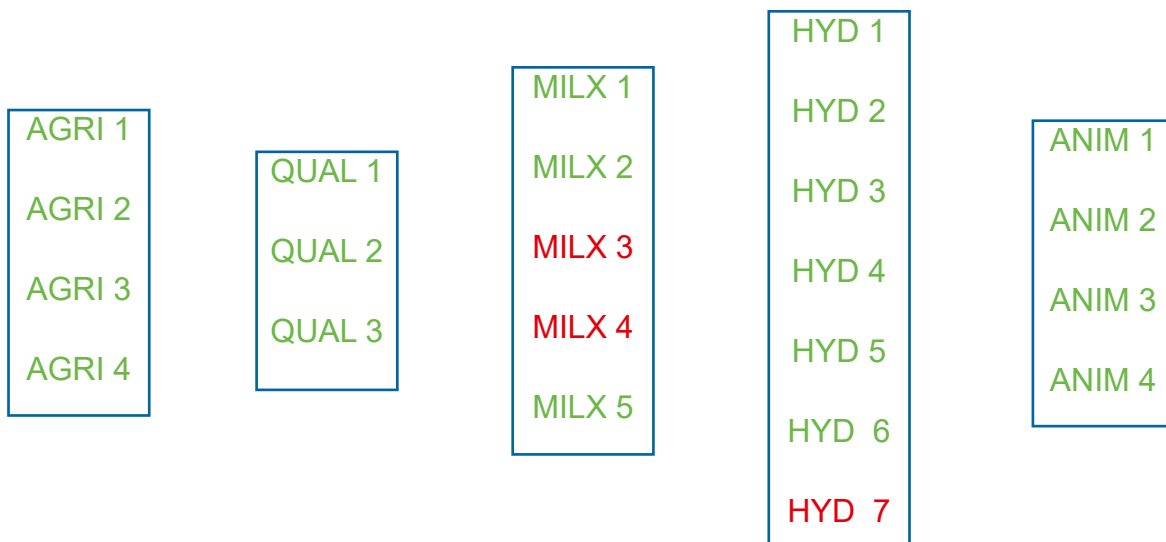 AGRI 1
AGRI 2
AGRI 3
AGRI 4
QUAL 1
QUAL 2
QUAL 3
MILX 1
MILX 2
MILX 3
MILX 4
MILX 5
HYD 1
HYD 2
HYD 3
HYD 4
HYD 5
HYD  6
HYD  7
ANIM 1
ANIM 2
ANIM 3
ANIM 4